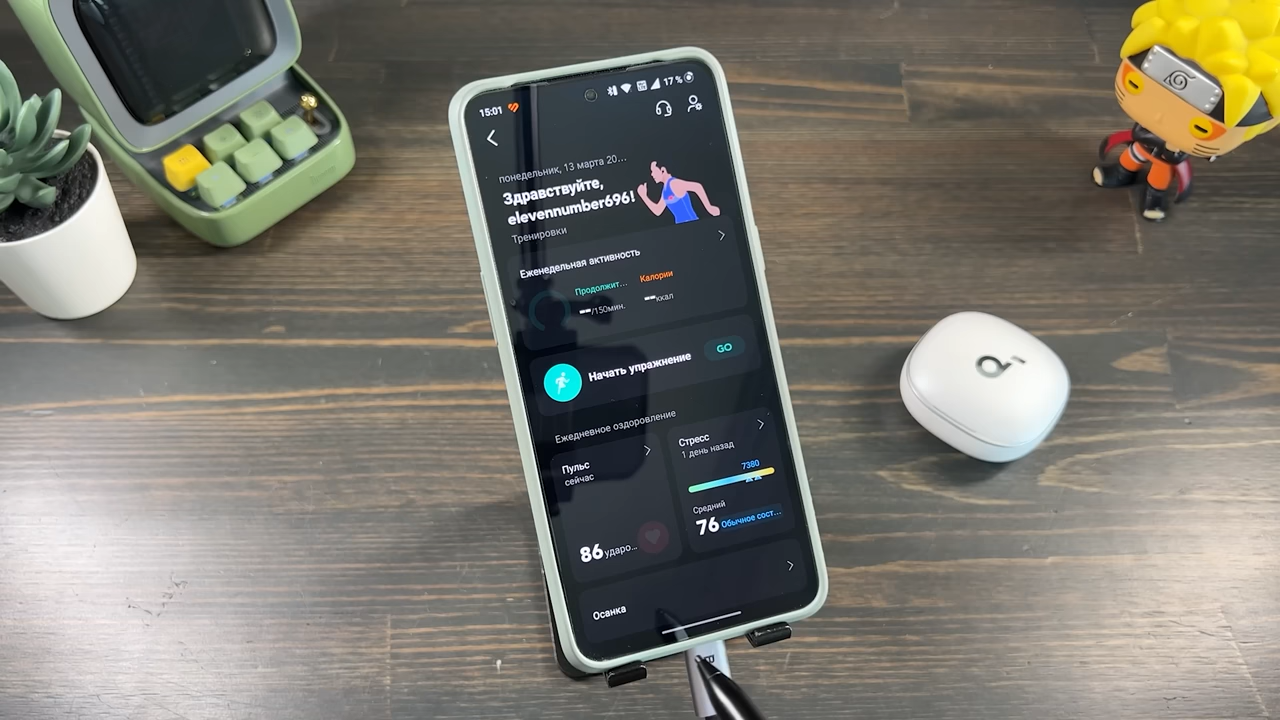 15:01
17 %
понедельник, 13 марта 20...
Здравствуйте,
elevennumber696!
Тренировки
Еженедельная активность
Продолжит...
Калории
--/150мин.
--ккал
Начать упражнение
GO
Ежедневное оздоровление
Пульс
сейчас
86 ударо...
Стресс
1 день назад
7380
Средний
76 Обычное сост...
Осанка